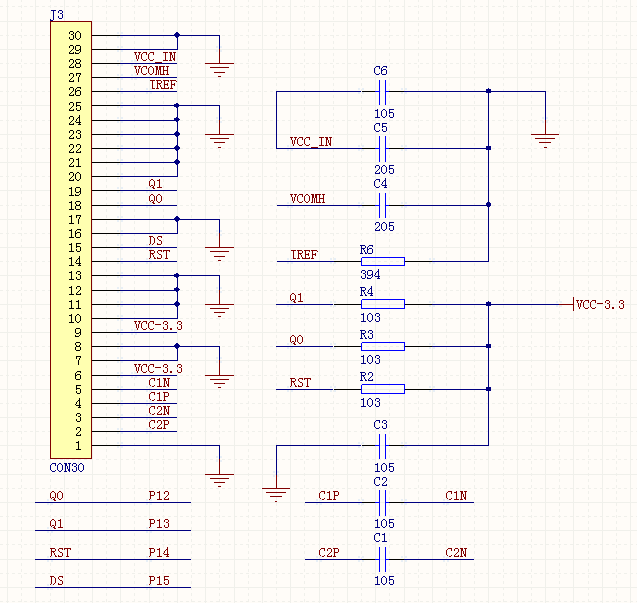 J3
30
29
28 VCC_IN
27 VCOMH
26 IREF
25
24
23
22
21
20
19 Q1
18 Q0
17
16
15 DS
14 RST
13
12
11
10
9 VCC-3.3
8
7
6 VCC-3.3
5 C1N
4 C1P
3 C2N
2 C2P
1
CON30
Q0 P12
Q1 P13
RST P14
DS P15
C6
105
C5
VCC_IN
205
C4
VCOMH
205
IREF R6
394
Q1 R4
103
VCC-3.3
Q0 R3
103
RST R2
103
C3
105
C2
C1P C1N
105
C1
C2P C2N
105